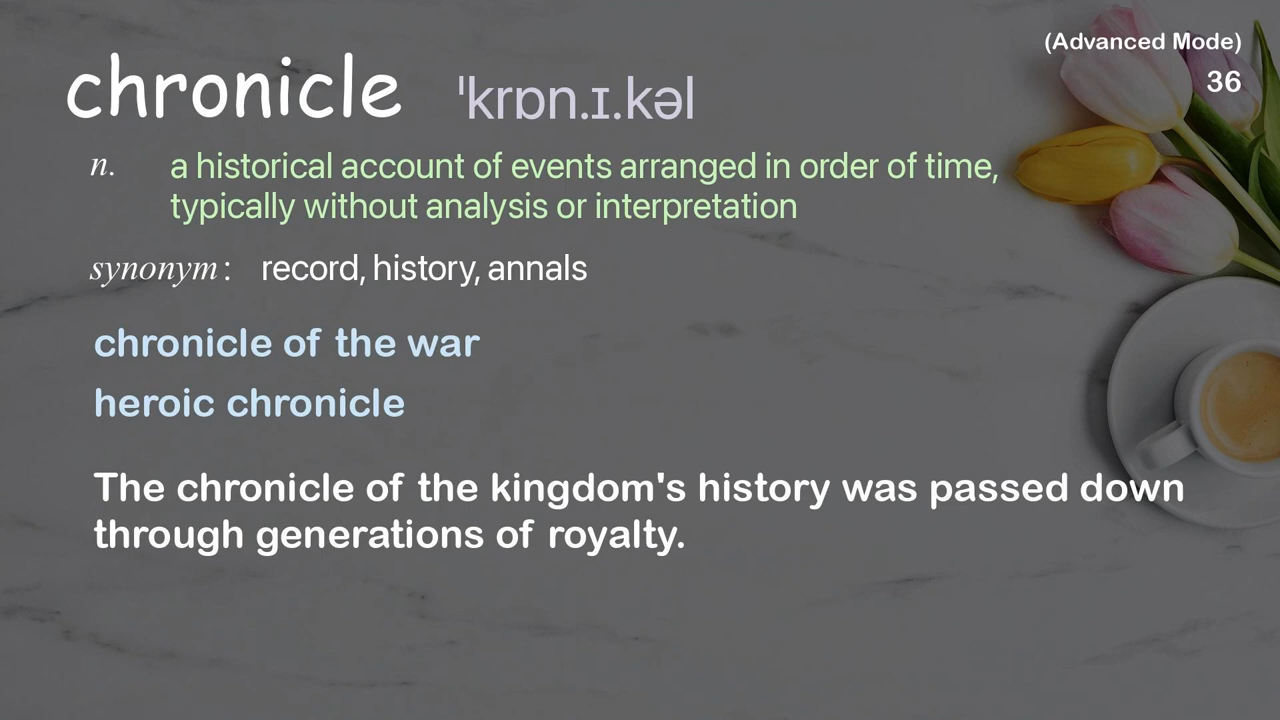 (Advanced Mode)
36
chronicle ˈkrɒn.ɪ.kəl
n. a historical account of events arranged in order of time,
typically without analysis or interpretation
synonym: record, history, annals
chronicle of the war
heroic chronicle
The chronicle of the kingdom's history was passed down
through generations of royalty.